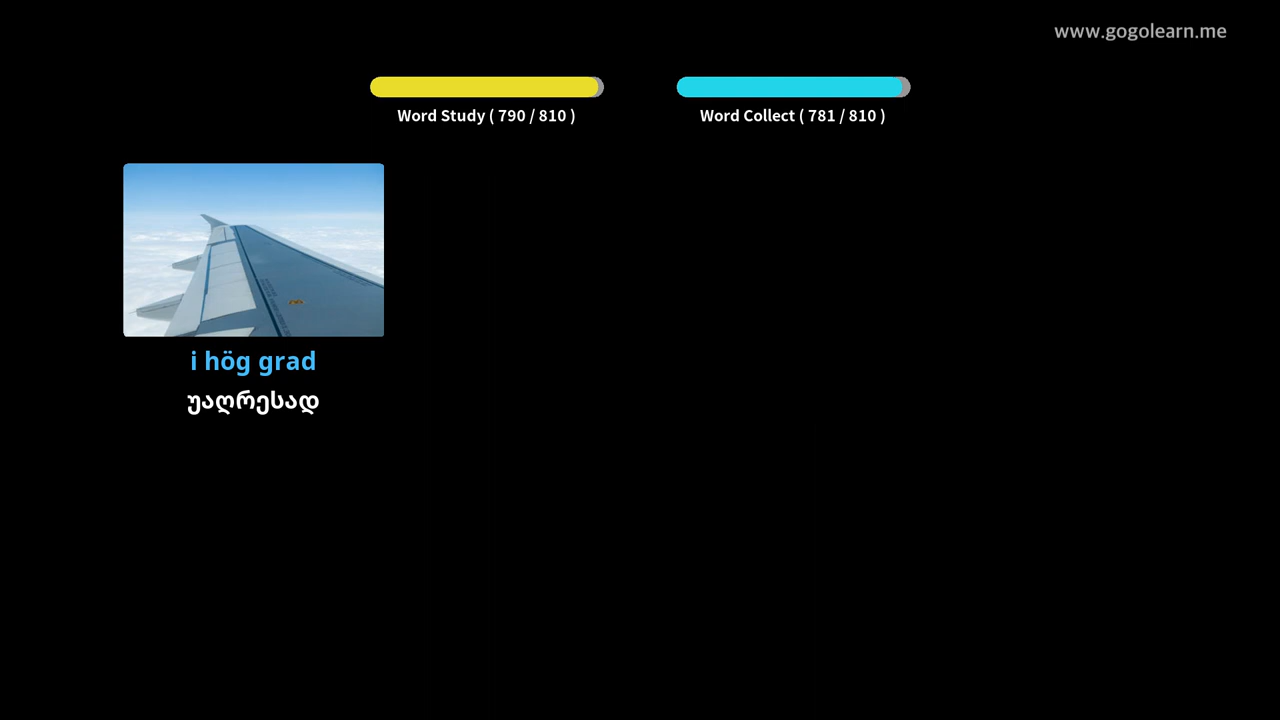 www.gogolearn.me
Word Study ( 790 / 810 )
Word Collect ( 781 / 810 )
i hög grad
უაღრესად